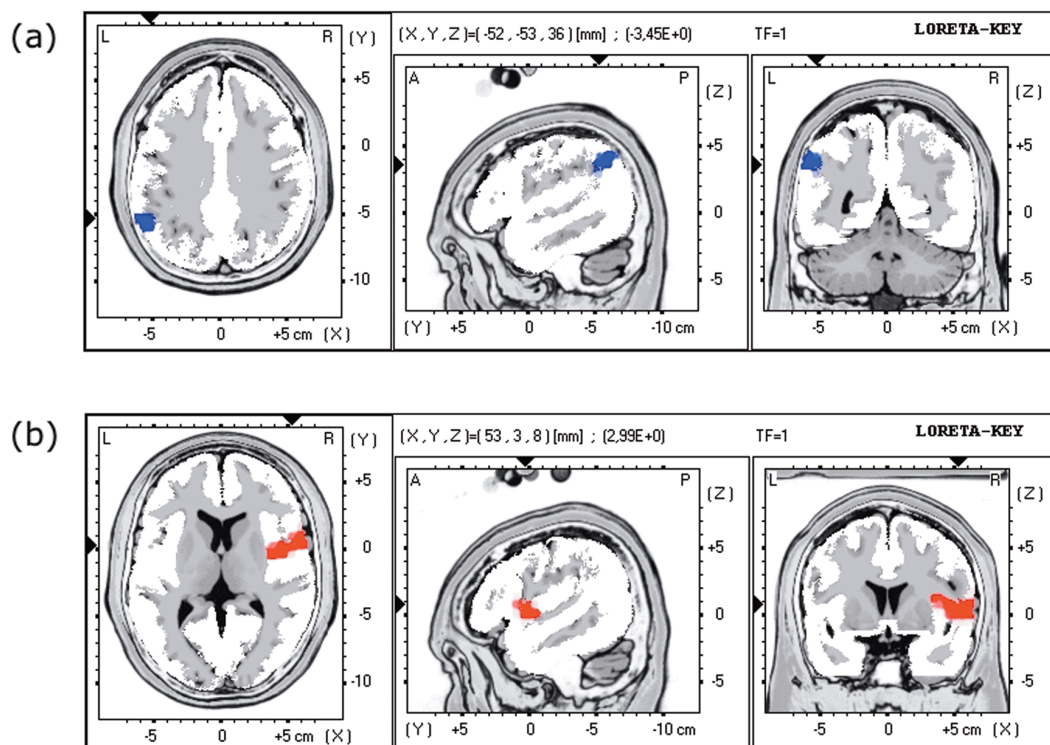 (a)
(X,Y,Z)=(-52,-53,36)[mm] ; (-3,45E+0) TF=1 LORETA-KEY
L R (Y) A P (Z) L R (Z)
+5 +5 +5
0 0 0
-5 -5 -5
-10
-5 0 +5 cm (X) (Y) +5 0 -5 -10 cm -5 0 +5 cm (X)
(b)
(X,Y,Z)=(53,3,8)[mm] ; (2,99E+0) TF=1 LORETA-KEY
L R (Y) A P (Z) L R (Z)
+5 +5 +5
0 0 0
-5 -5 -5
-10
-5 0 +5 cm (X) (Y) +5 0 -5 -10 cm -5 0 +5 cm (X)